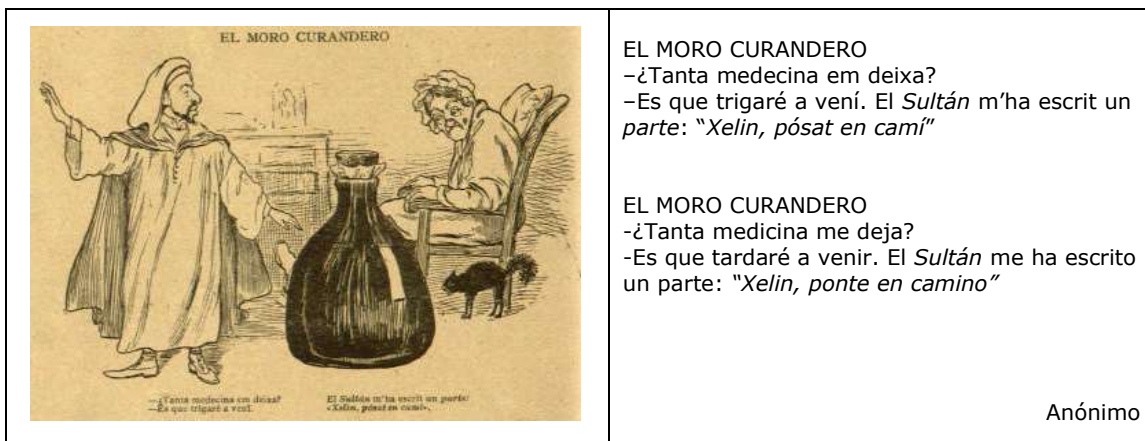 EL MORO CURANDERO
—¿Tanta medecina em deixa?
—Es que trigaré a vení.
El Sultán m'ha escrit un parte:
«Xelin, pósat en camí».
EL MORO CURANDERO
–¿Tanta medecina em deixa?
–Es que trigaré a vení. El Sultán m’ha escrit un
parte: “Xelin, pósat en camí”
EL MORO CURANDERO
-¿Tanta medicina me deja?
-Es que tardaré a venir. El Sultán me ha escrito
un parte: “Xelin, ponte en camino”
Anónimo